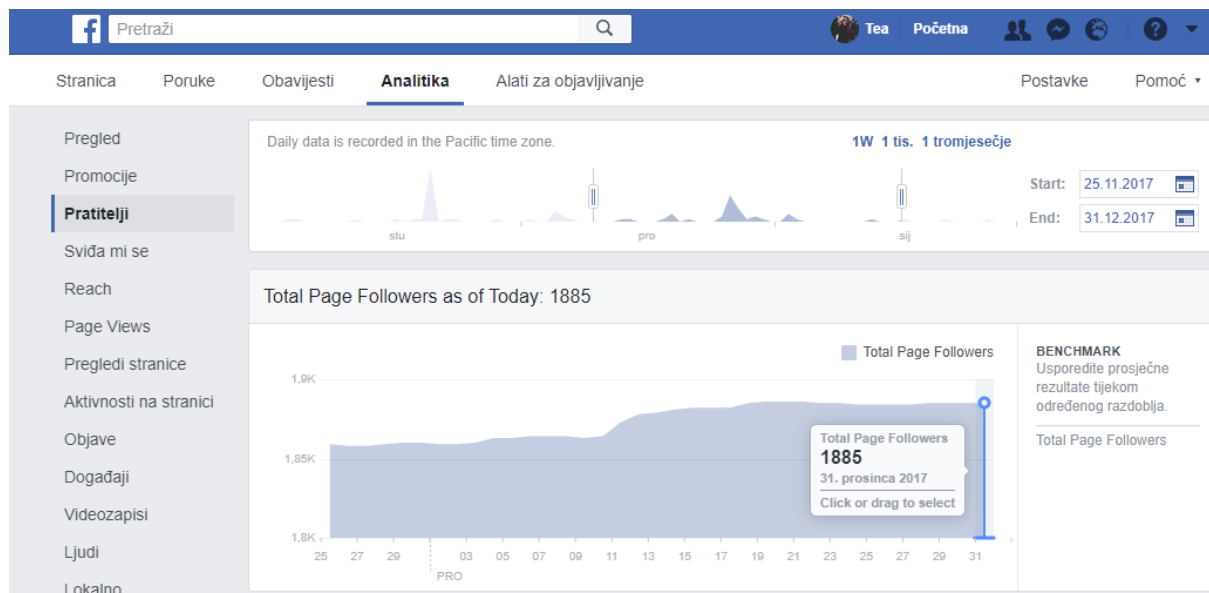 f
Pretraži
Tea
Početna
?
Stranica
Poruke
Obavijesti
Analitika
Alati za objavljivanje
Postavke
Pomoć
Pregled
Promocije
Pratitelji
Sviđa mi se
Reach
Page Views
Pregledi stranice
Aktivnosti na stranici
Objave
Događaji
Videozapisi
Ljudi
Lokalno
Daily data is recorded in the Pacific time zone.
1W 1 tis. 1 tromjesečje
Start: 25.11.2017
End: 31.12.2017
stu pro sij
Total Page Followers as of Today: 1885
Total Page Followers
1,9K
1,85K
1,8K
Total Page Followers
1885
31. prosinca 2017
Click or drag to select
25 27 29 03 05 07 09 11 13 15 17 19 21 23 25 27 29 31
PRO
BENCHMARK
Usporedite prosječne
rezultate tijekom
određenog razdoblja.
Total Page Followers